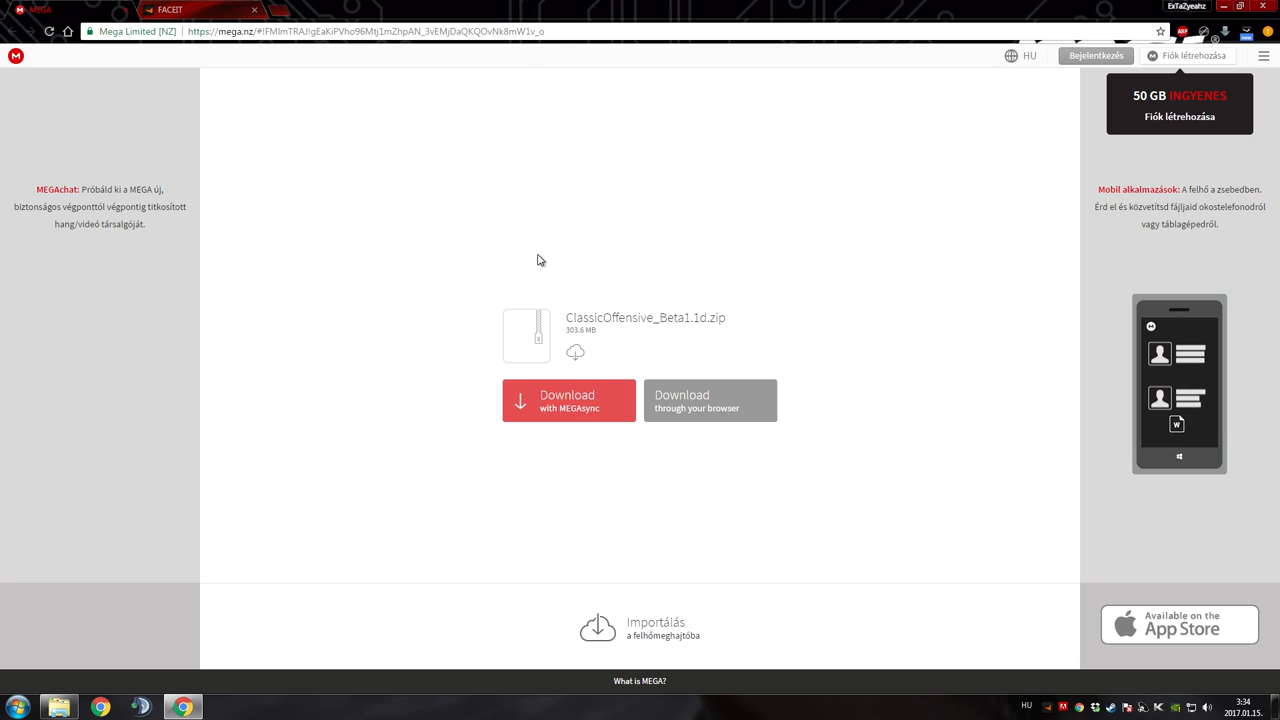 MEGA
FACEIT
ExTaZyeahz
Mega Limited [NZ]
https://mega.nz/#!FMImTRAJ!gEaKiPVho96Mtj1mZhpAN_3vEMjDaQKQOvNk8mW1v_o
ABP
HU
Bejelentkezés
Fiók létrehozása
50 GB INGYENES
Fiók létrehozása
MEGAchat: Próbáld ki a MEGA új,
biztonságos végponttól végpontig titkosított
hang/videó társalgóját.
Mobil alkalmazások: A felhő a zsebedben.
Érd el és közvetítsd fájljaid okostelefonodról
vagy táblagépedről.
ClassicOffensive_Beta1.1d.zip
303.6 MB
Download
with MEGAsync
Download
through your browser
Importálás
a felhőmeghajtóba
Available on the
App Store
What is MEGA?
HU
3:34
2017.01.15.